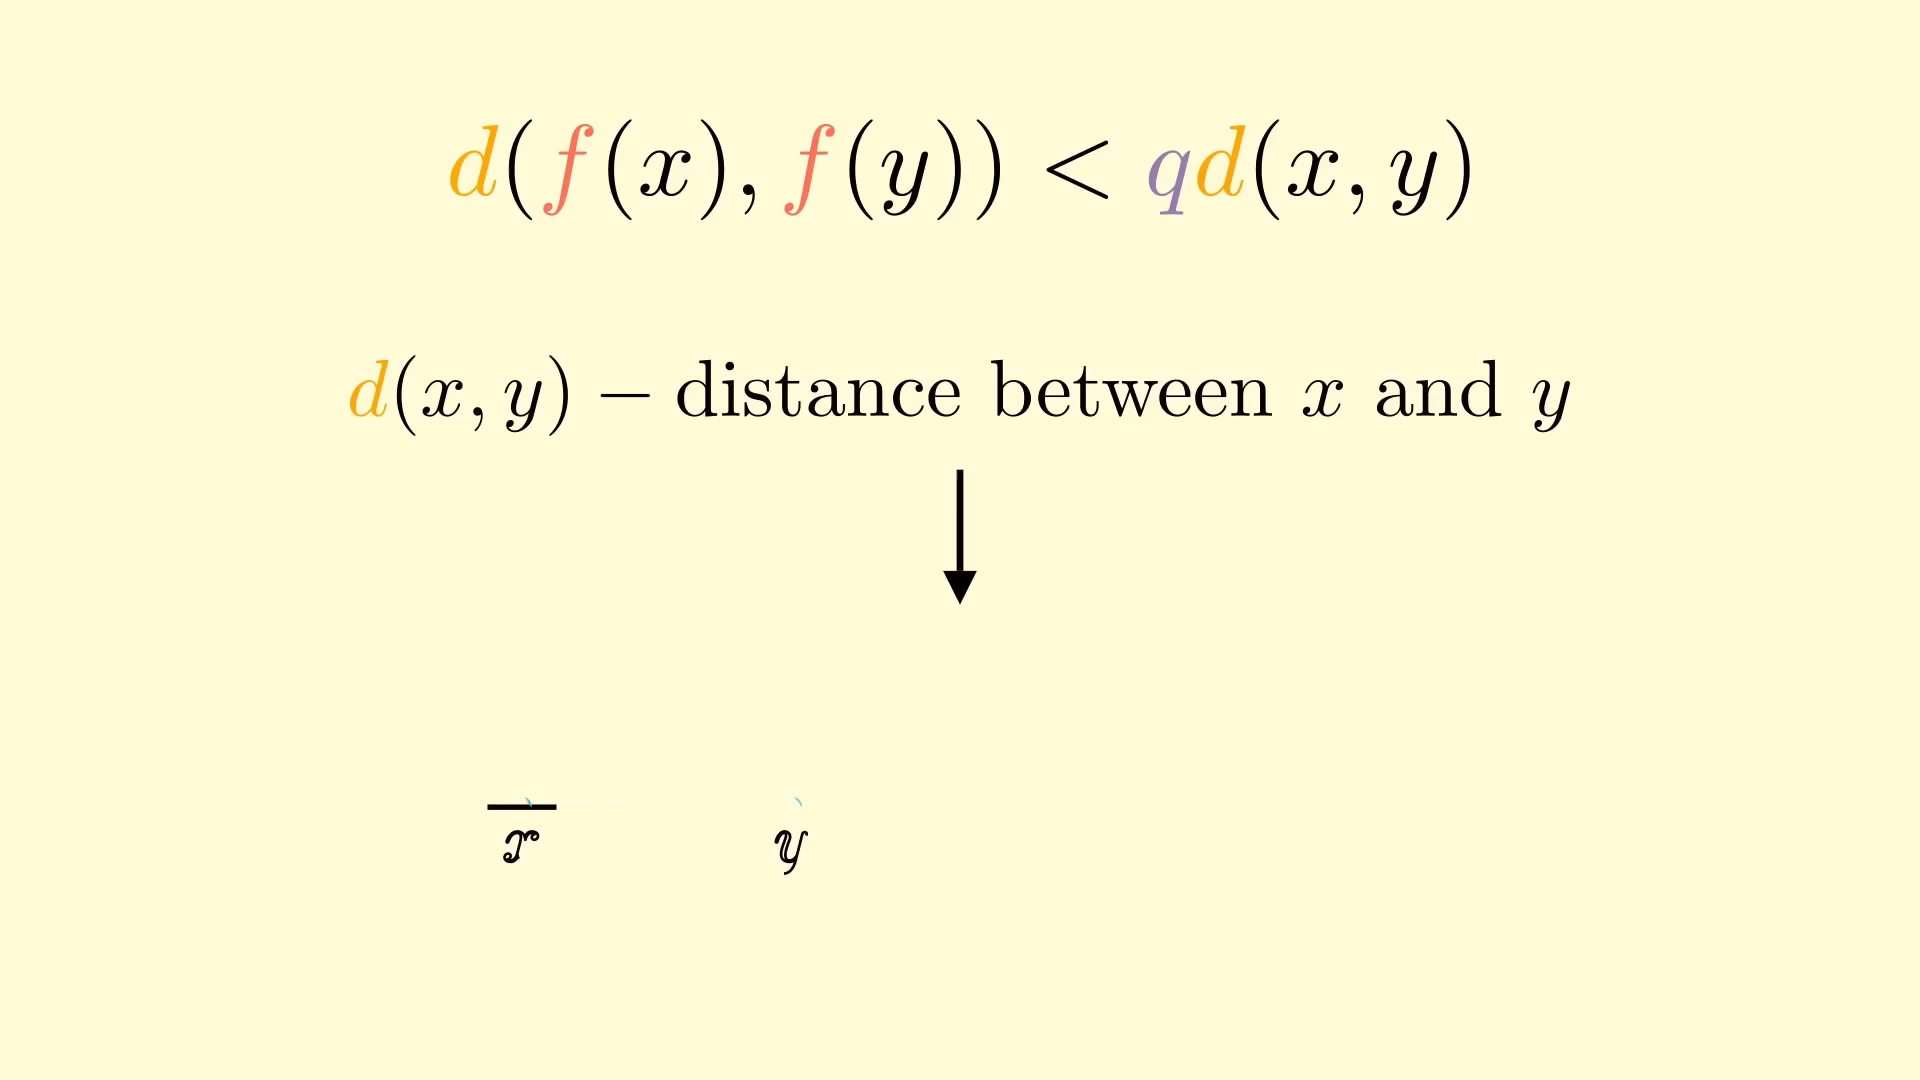 d(f(x), f(y)) < qd(x, y)
d(x, y) – distance between x and y
x y